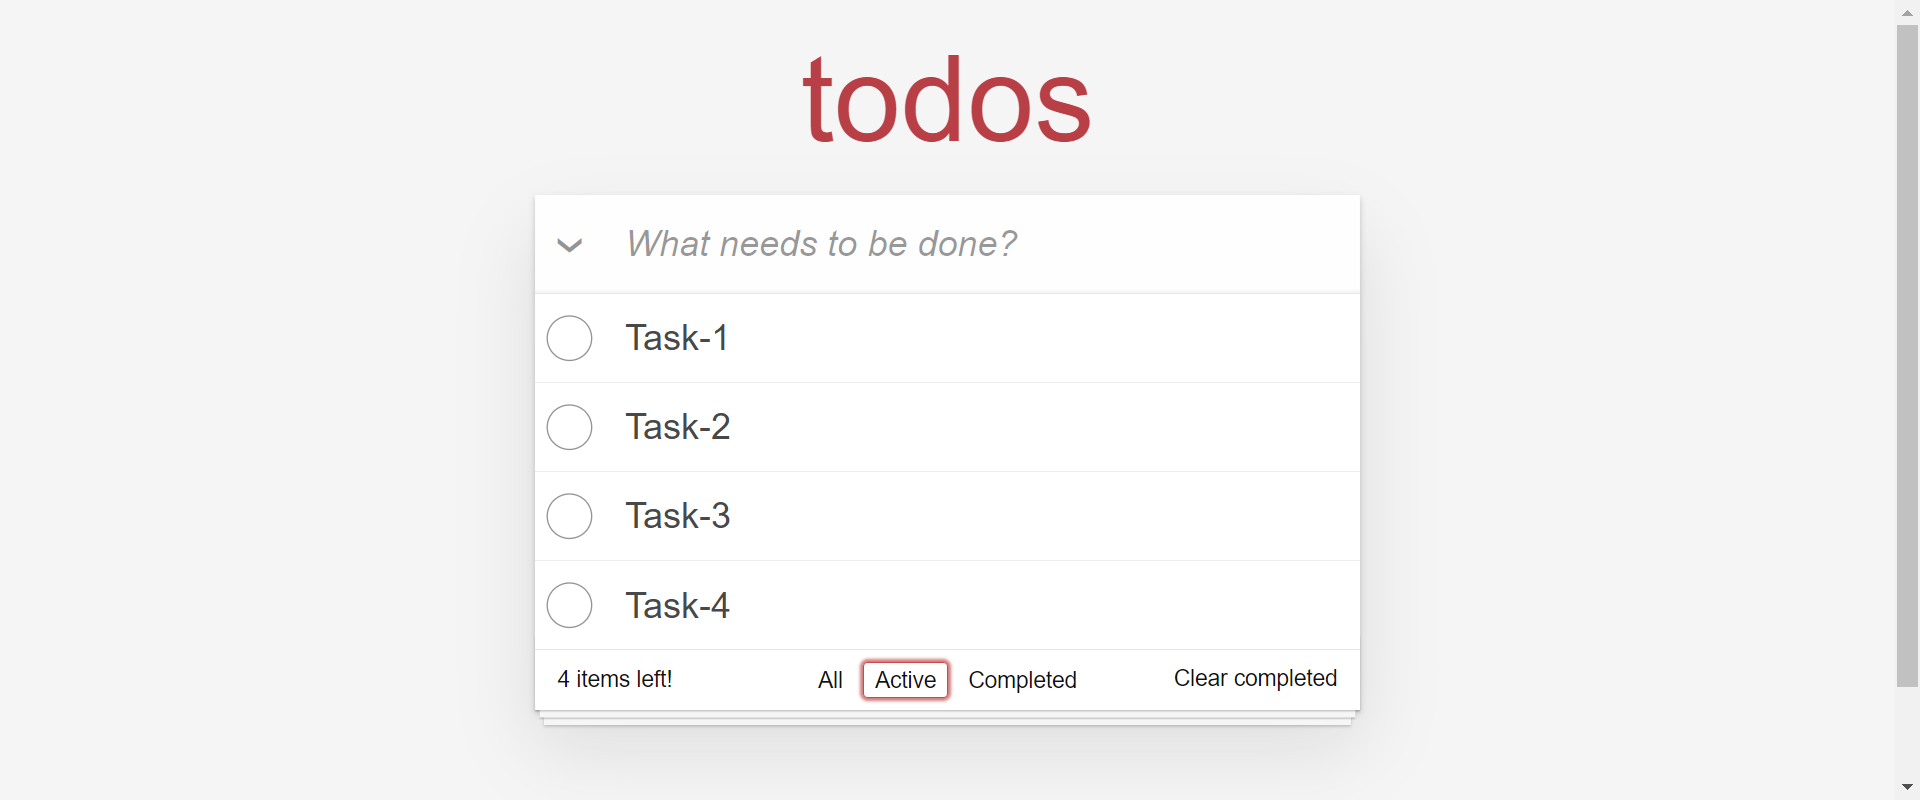 todos
What needs to be done?
Task-1
Task-2
Task-3
Task-4
4 items left! All Active Completed Clear completed